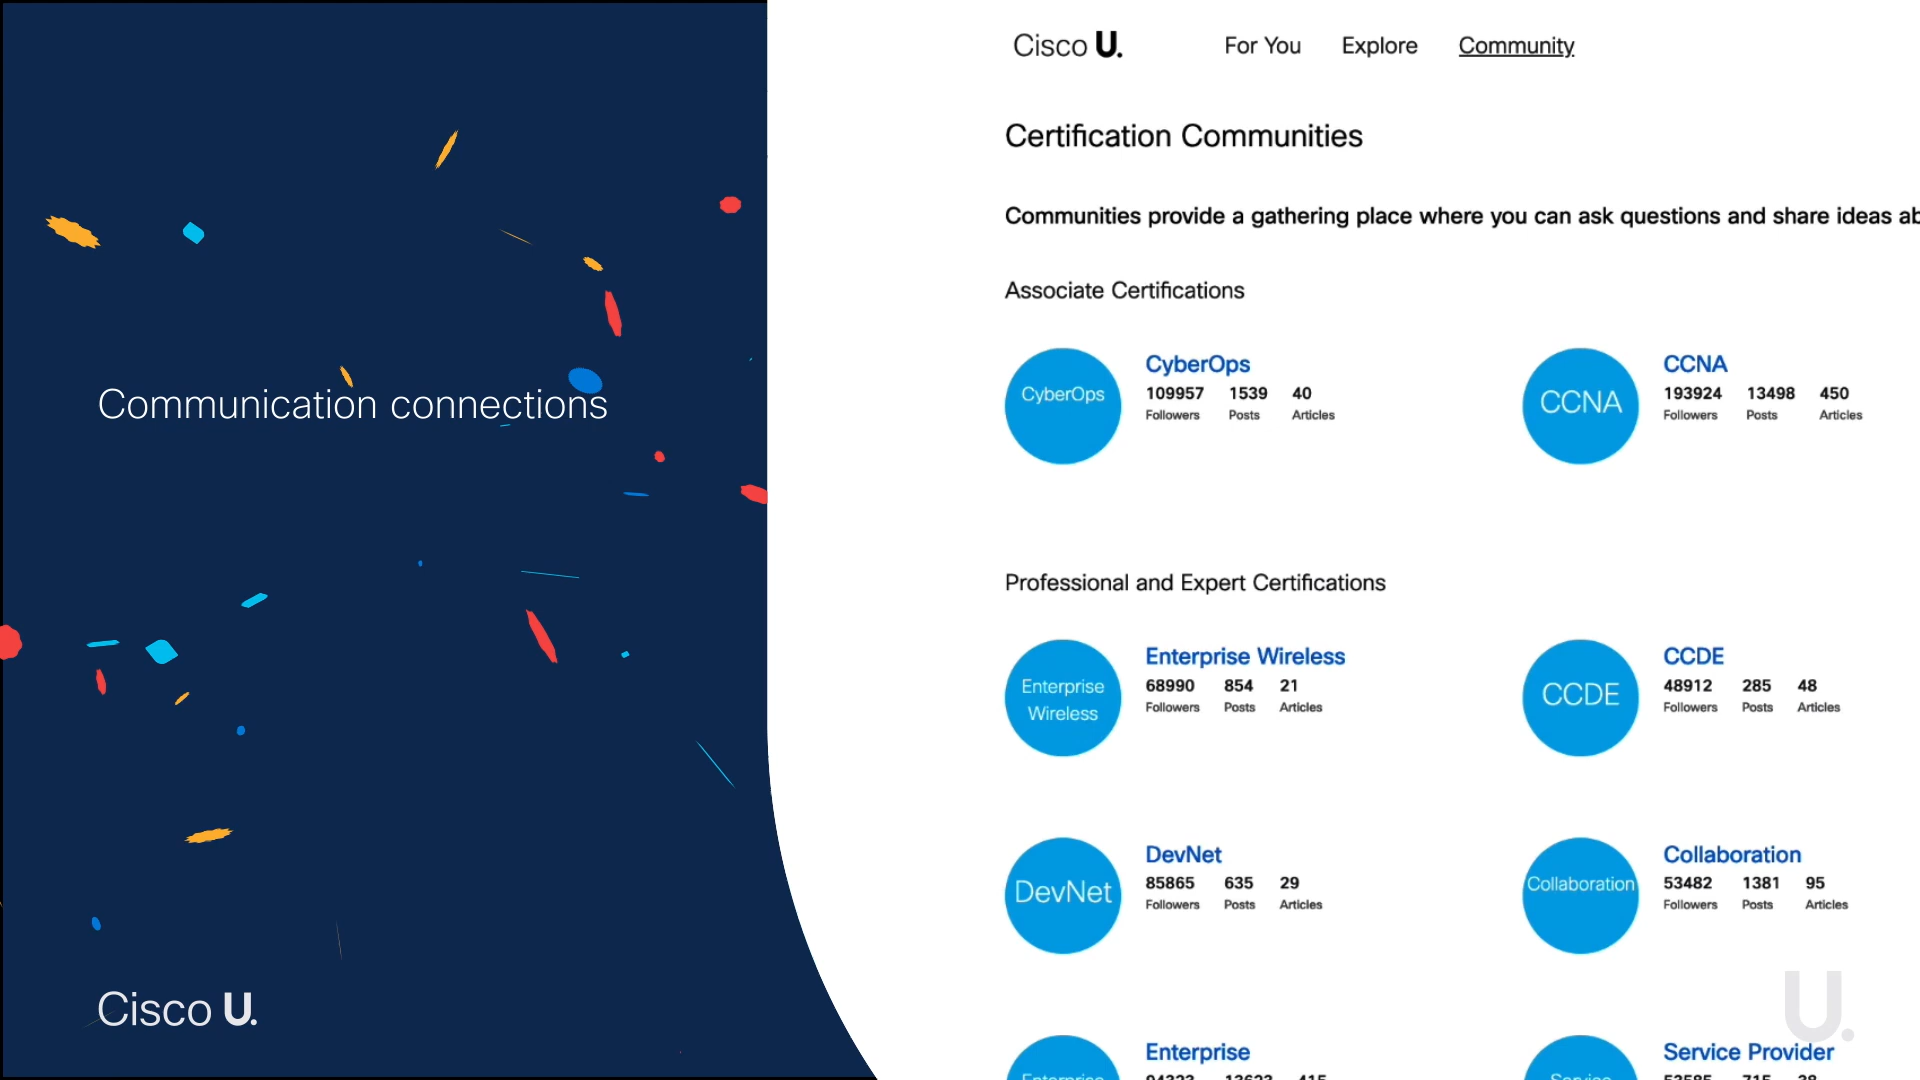 Communication connections
Cisco U.
Cisco U. For You Explore Community
Certification Communities
Communities provide a gathering place where you can ask questions and share ideas
Associate Certifications
CyberOps
CyberOps
109957 1539 40
Followers Posts Articles
CCNA
CCNA
193924 13498 450
Followers Posts Articles
Professional and Expert Certifications
Enterprise
Wireless
Enterprise Wireless
68990 854 21
Followers Posts Articles
CCDE
CCDE
48912 285 48
Followers Posts Articles
DevNet
DevNet
85865 635 29
Followers Posts Articles
Collaboration
Collaboration
53482 1381 95
Followers Posts Articles
Enterprise
Enterprise
Service
Service Provider
U.